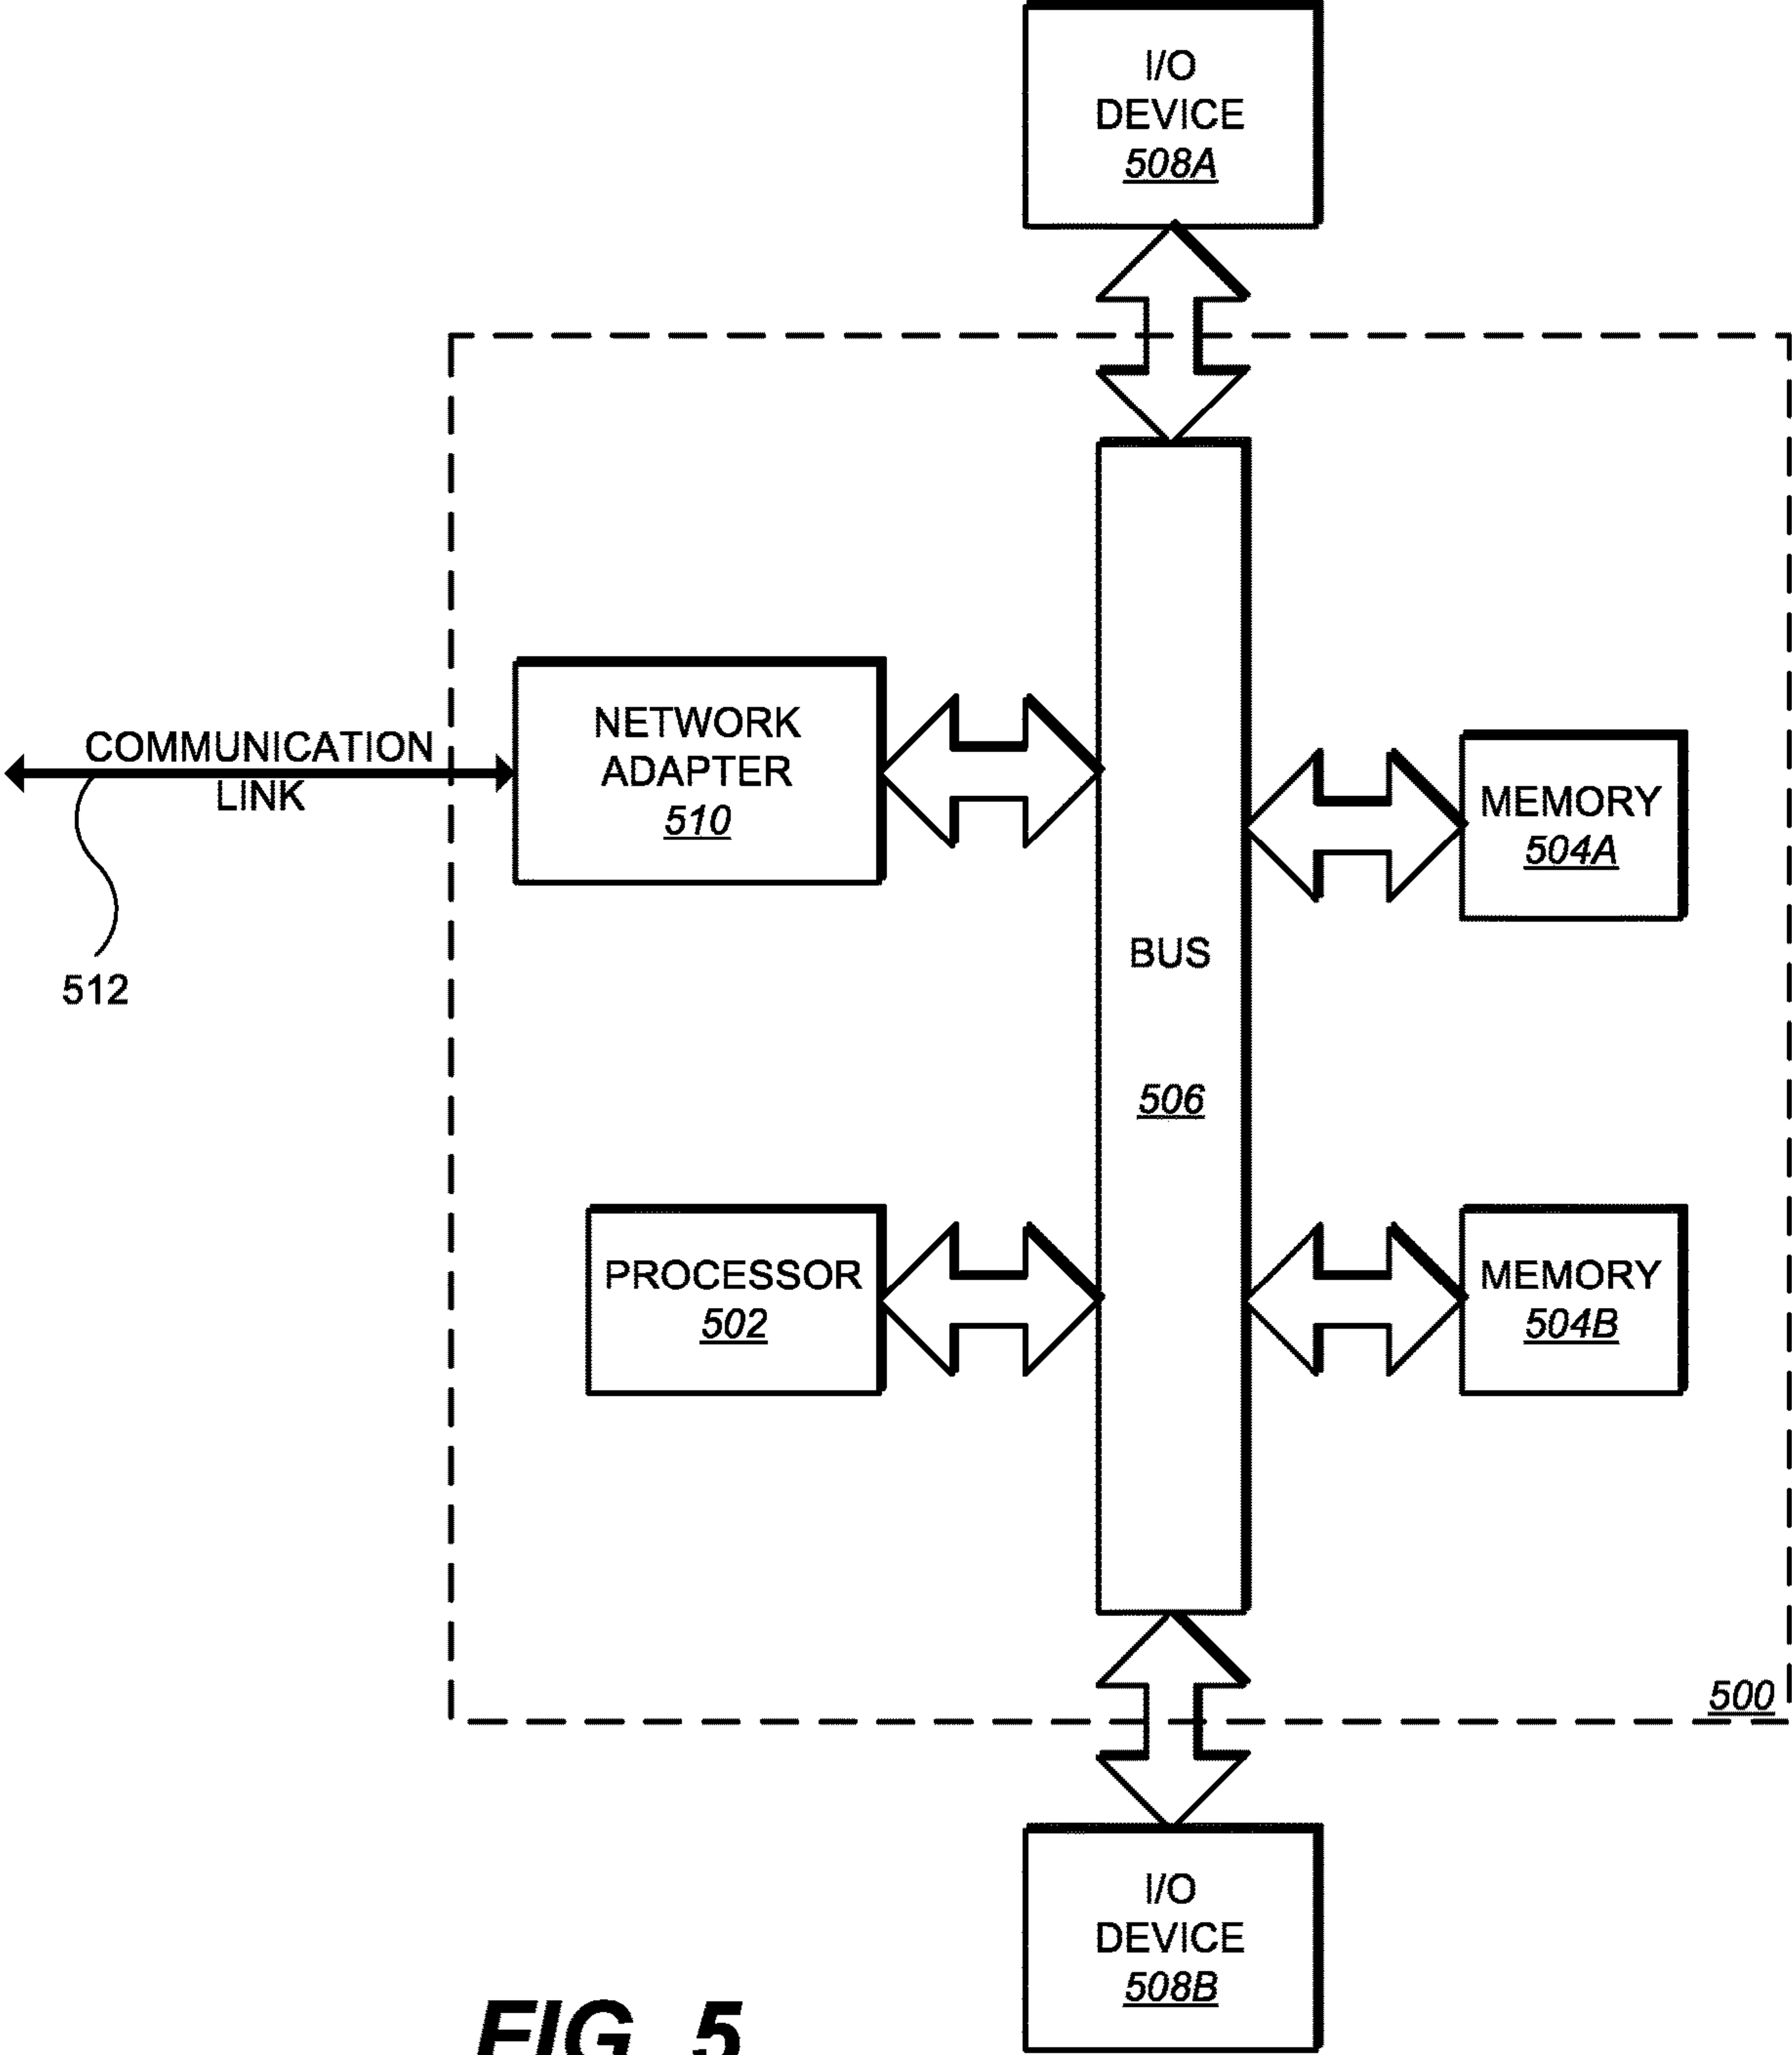 I/O
DEVICE
508A
COMMUNICATION
LINK
512
NETWORK
ADAPTER
510
MEMORY
504A
BUS
506
PROCESSOR
502
MEMORY
504B
500
I/O
DEVICE
508B
FIG. 5